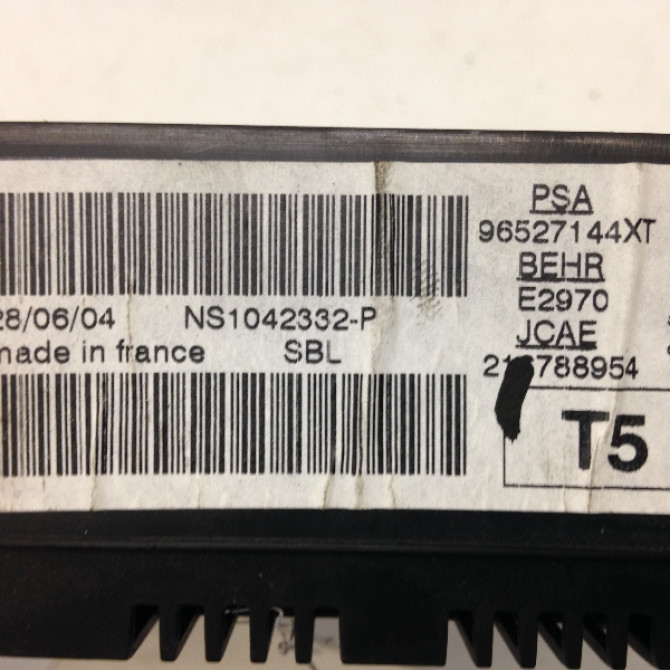 28/06/04 NS1042332-P
made in france SBL
PSA
96527144XT
BEHR
E2970
JCAE
T5